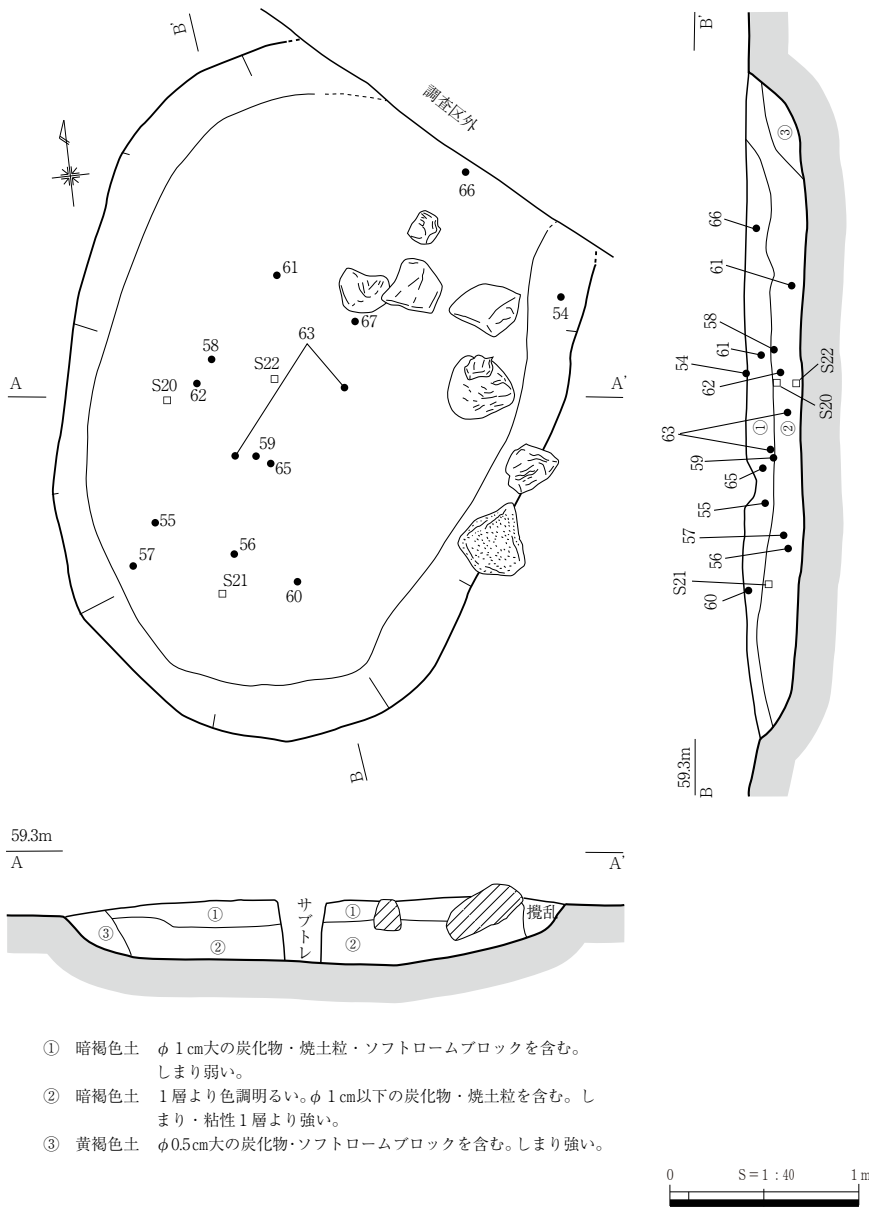 B'
調査区外
66
61
54
67
63
58
S22
S20
62
A
A'
59
65
55
56
57
S21
60
B
B'
③
66
61
58
61
54
62
S22
S20
①
②
63
59
65
55
57
56
S21
60
59.3m
B
59.3m
A
A'
サブトレ
①
①
②
②
③
攪乱
① 暗褐色土 φ1㎝大の炭化物・焼土粒・ソフトロームブロックを含む。
しまり弱い。
② 暗褐色土 1層より色調明るい。φ1㎝以下の炭化物・焼土粒を含む。し
まり・粘性1層より強い。
③ 黄褐色土 φ0.5㎝大の炭化物・ソフトロームブロックを含む。しまり強い。
0 S=1:40 1m